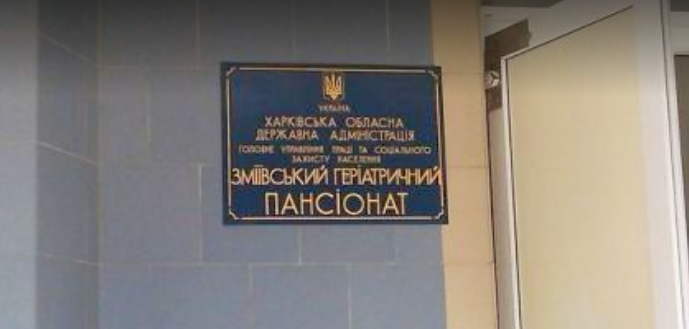 УКРАЇНА
ХАРКІВСЬКА ОБЛАСНА
ДЕРЖАВНА АДМІНІСТРАЦІЯ
ГОЛОВНЕ УПРАВЛІННЯ ПРАЦІ ТА СОЦІАЛЬНОГО
ЗАХИСТУ НАСЕЛЕННЯ
ЗМІЇВСЬКИЙ ГЕРІАТРИЧНИЙ
ПАНСІОНАТ